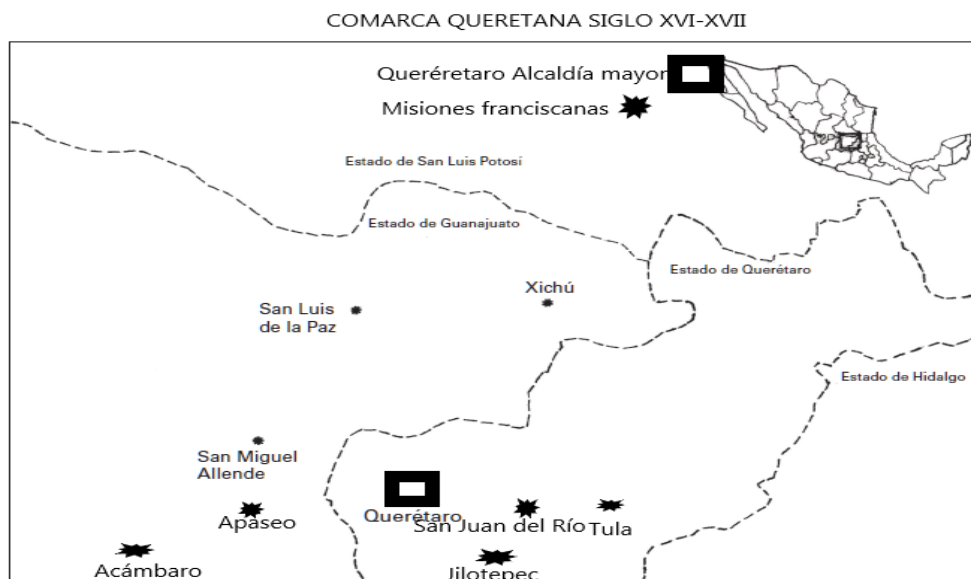 COMARCA QUERETANA SIGLO XVI-XVII
Queréretaro Alcaldía mayor
Misiones franciscanas
Estado de San Luis Potosí
Estado de Guanajuato
Estado de Querétaro
Xichú
San Luis
de la Paz
Estado de Hidalgo
San Miguel
Allende
Apaseo
Querétaro
San Juan del Río
Tula
Acámbaro
Jilotepec